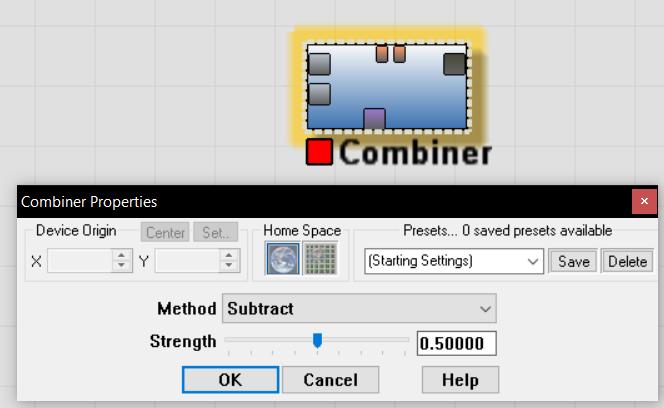 Combiner
Combiner Properties
Device Origin Center Set.. Home Space Presets... 0 saved presets available
X Y (Starting Settings) Save Delete
Method Subtract
Strength 0.50000
OK Cancel Help